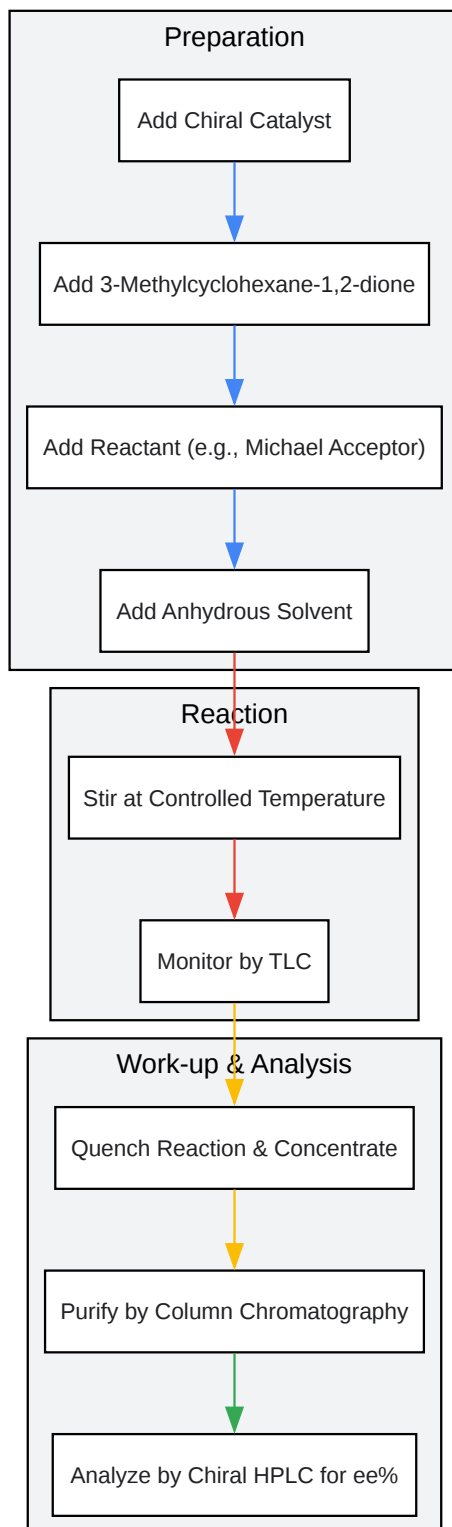 Preparation
Add Chiral Catalyst
Add 3-Methylcyclohexane-1,2-dione
Add Reactant (e.g., Michael Acceptor)
Add Anhydrous Solvent
Reaction
Stir at Controlled Temperature
Monitor by TLC
Work-up & Analysis
Quench Reaction & Concentrate
Purify by Column Chromatography
Analyze by Chiral HPLC for ee%